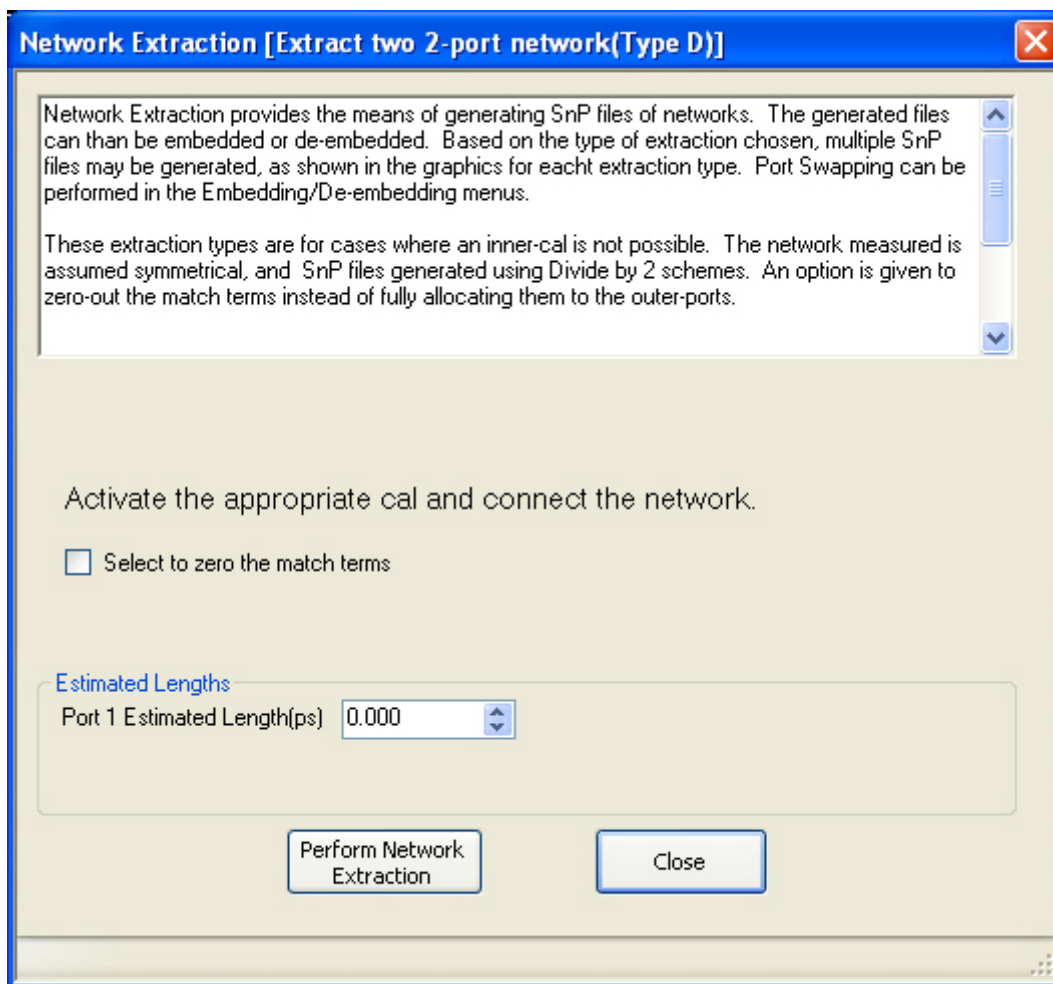 Network Extraction [Extract two 2-port network(Type D)]
Network Extraction provides the means of generating SnP files of networks.  The generated files
can than be embedded or de-embedded.  Based on the type of extraction chosen, multiple SnP
files may be generated, as shown in the graphics for eacht extraction type.  Port Swapping can be
performed in the Embedding/De-embedding menus.
These extraction types are for cases where an inner-cal is not possible.  The network measured is
assumed symmetrical, and  SnP files generated using Divide by 2 schemes.  An option is given to
zero-out the match terms instead of fully allocating them to the outer-ports.
Activate the appropriate cal and connect the network.
Select to zero the match terms
Estimated Lengths
Port 1 Estimated Length(ps) 0.000
Perform Network
Extraction
Close